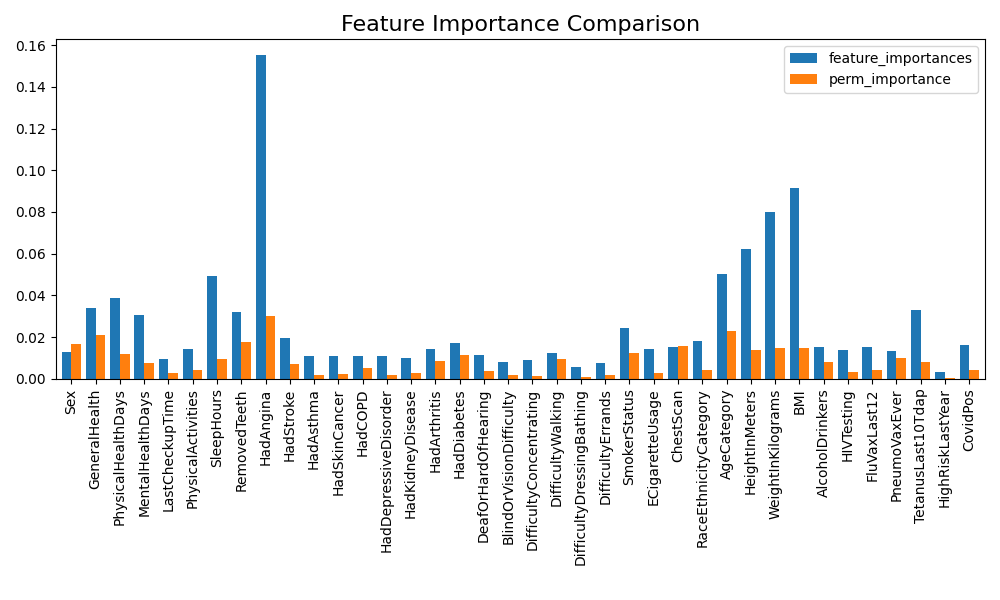 Feature Importance Comparison
feature_importances
perm_importance
0.16
0.14
0.12
0.10
0.08
0.06
0.04
0.02
0.00
Sex
GeneralHealth
PhysicalHealthDays
MentalHealthDays
LastCheckupTime
PhysicalActivities
SleepHours
RemovedTeeth
HadAngina
HadStroke
HadAsthma
HadSkinCancer
HadCOPD
HadDepressiveDisorder
HadKidneyDisease
HadArthritis
HadDiabetes
DeafOrHardOfHearing
BlindOrVisionDifficulty
DifficultyConcentrating
DifficultyWalking
DifficultyDressingBathing
DifficultyErrands
SmokerStatus
ECigaretteUsage
ChestScan
RaceEthnicityCategory
AgeCategory
HeightInMeters
WeightInKilograms
BMI
AlcoholDrinkers
HIVTesting
FluVaxLast12
PneumoVaxEver
TetanusLast10Tdap
HighRiskLastYear
CovidPos